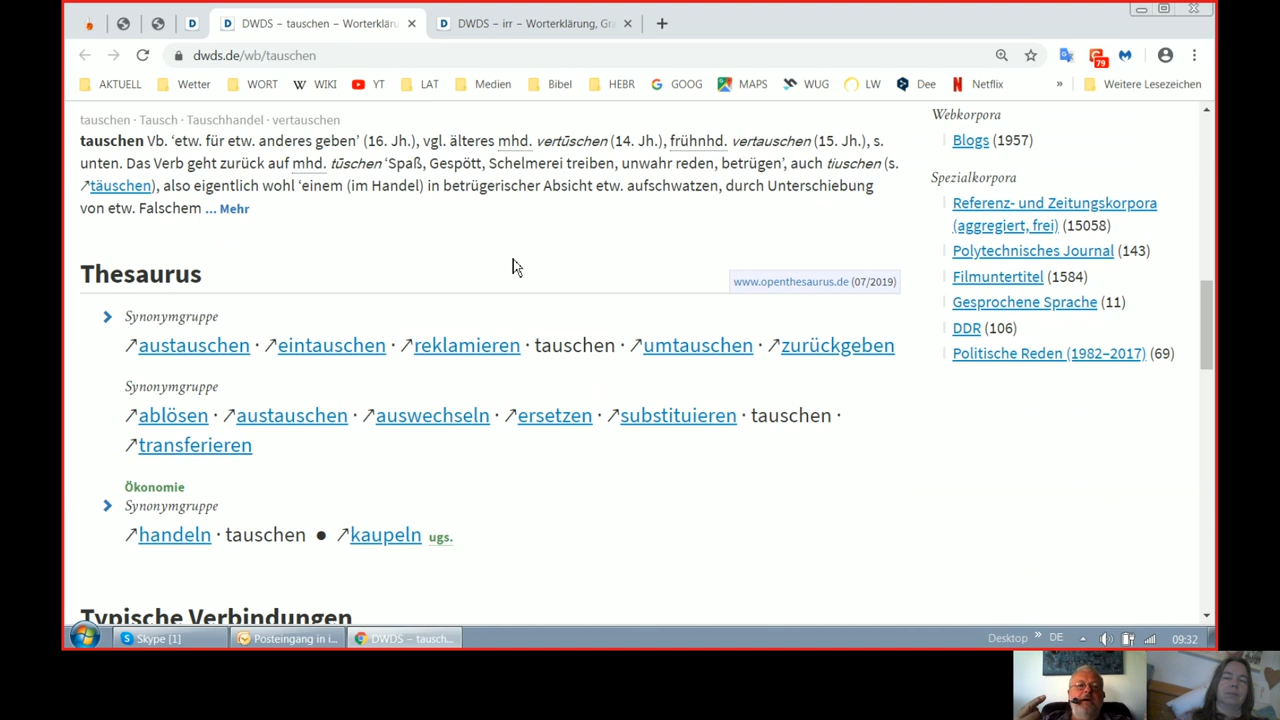 DWDS – tauschen – Worterkläru
DWDS – irr – Worterklärung, Gr
dwds.de/wb/tauschen
79
AKTUELL Wetter WORT WIKI YT LAT Medien Bibel HEBR GOOG MAPS WUG LW Dee Netflix » Weitere Lesezeichen
tauschen · Tausch · Tauschhandel · vertauschen
tauschen Vb. ‘etw. für etw. anderes geben’ (16. Jh.), vgl. älteres mhd. vertūschen (14. Jh.), frühnhd. vertauschen (15. Jh.), s.
unten. Das Verb geht zurück auf mhd. tūschen ‘Spaß, Gespött, Schelmerei treiben, unwahr reden, betrügen’, auch tiuschen (s.
↗täuschen), also eigentlich wohl ‘einem (im Handel) in betrügerischer Absicht etw. aufschwatzen, durch Unterschiebung
von etw. Falschem ... Mehr
Thesaurus
www.openthesaurus.de (07/2019)
Synonymgruppe
↗austauschen · ↗eintauschen · ↗reklamieren · tauschen · ↗umtauschen · ↗zurückgeben
Synonymgruppe
↗ablösen · ↗austauschen · ↗auswechseln · ↗ersetzen · ↗substituieren · tauschen ·
↗transferieren
Ökonomie
Synonymgruppe
↗handeln · tauschen ● ↗kaupeln ugs.
Typische Verbindungen
Webkorpora
Blogs (1957)
Spezialkorpora
Referenz- und Zeitungskorpora
(aggregiert, frei) (15058)
Polytechnisches Journal (143)
Filmuntertitel (1584)
Gesprochene Sprache (11)
DDR (106)
Politische Reden (1982–2017) (69)
Skype [1] Posteingang in i... DWDS – tausch... Desktop » DE 09:32